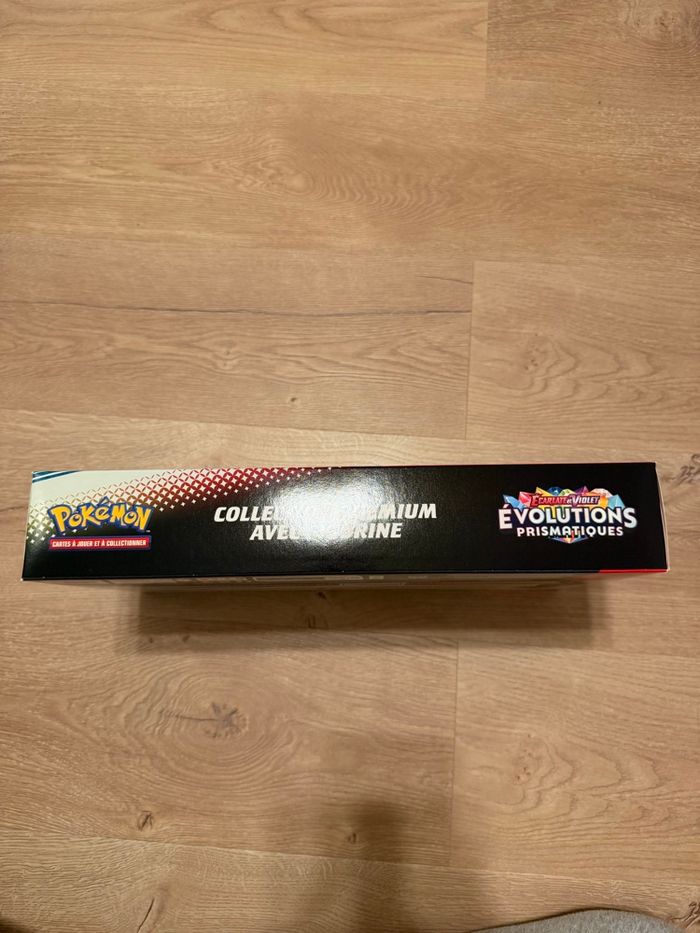 POKÉMON
CARTES À JOUER ET À COLLECTIONNER
AVEC
ÉCARLATE ET VIOLET
ÉVOLUTIONS
PRISMATIQUES